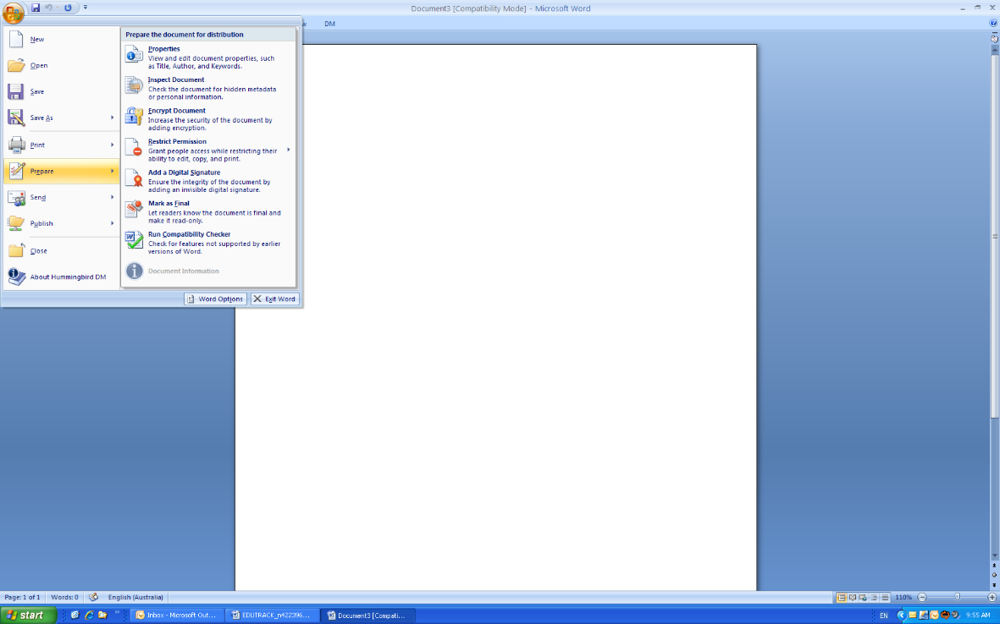 Document3 [Compatibility Mode] - Microsoft Word
DM
New
Open
Save
Save As
Print
Prepare
Send
Publish
Close
About Hummingbird DM
Prepare the document for distribution
Properties
View and edit document properties, such
as Title, Author, and Keywords.
Inspect Document
Check the document for hidden metadata
or personal information.
Encrypt Document
Increase the security of the document by
adding encryption.
Restrict Permission
Grant people access while restricting their
ability to edit, copy, and print.
Add a Digital Signature
Ensure the integrity of the document by
adding an invisible digital signature.
Mark as Final
Let readers know the document is final and
make it read-only.
Run Compatibility Checker
Check for features not supported by earlier
versions of Word.
Document Information
Word Options
Exit Word
Page: 1 of 1
Words: 0
English (Australia)
110%
start
Inbox - Microsoft Out...
EDUTRACK_n422396...
Document3 [Compati...
EN
9:55 AM